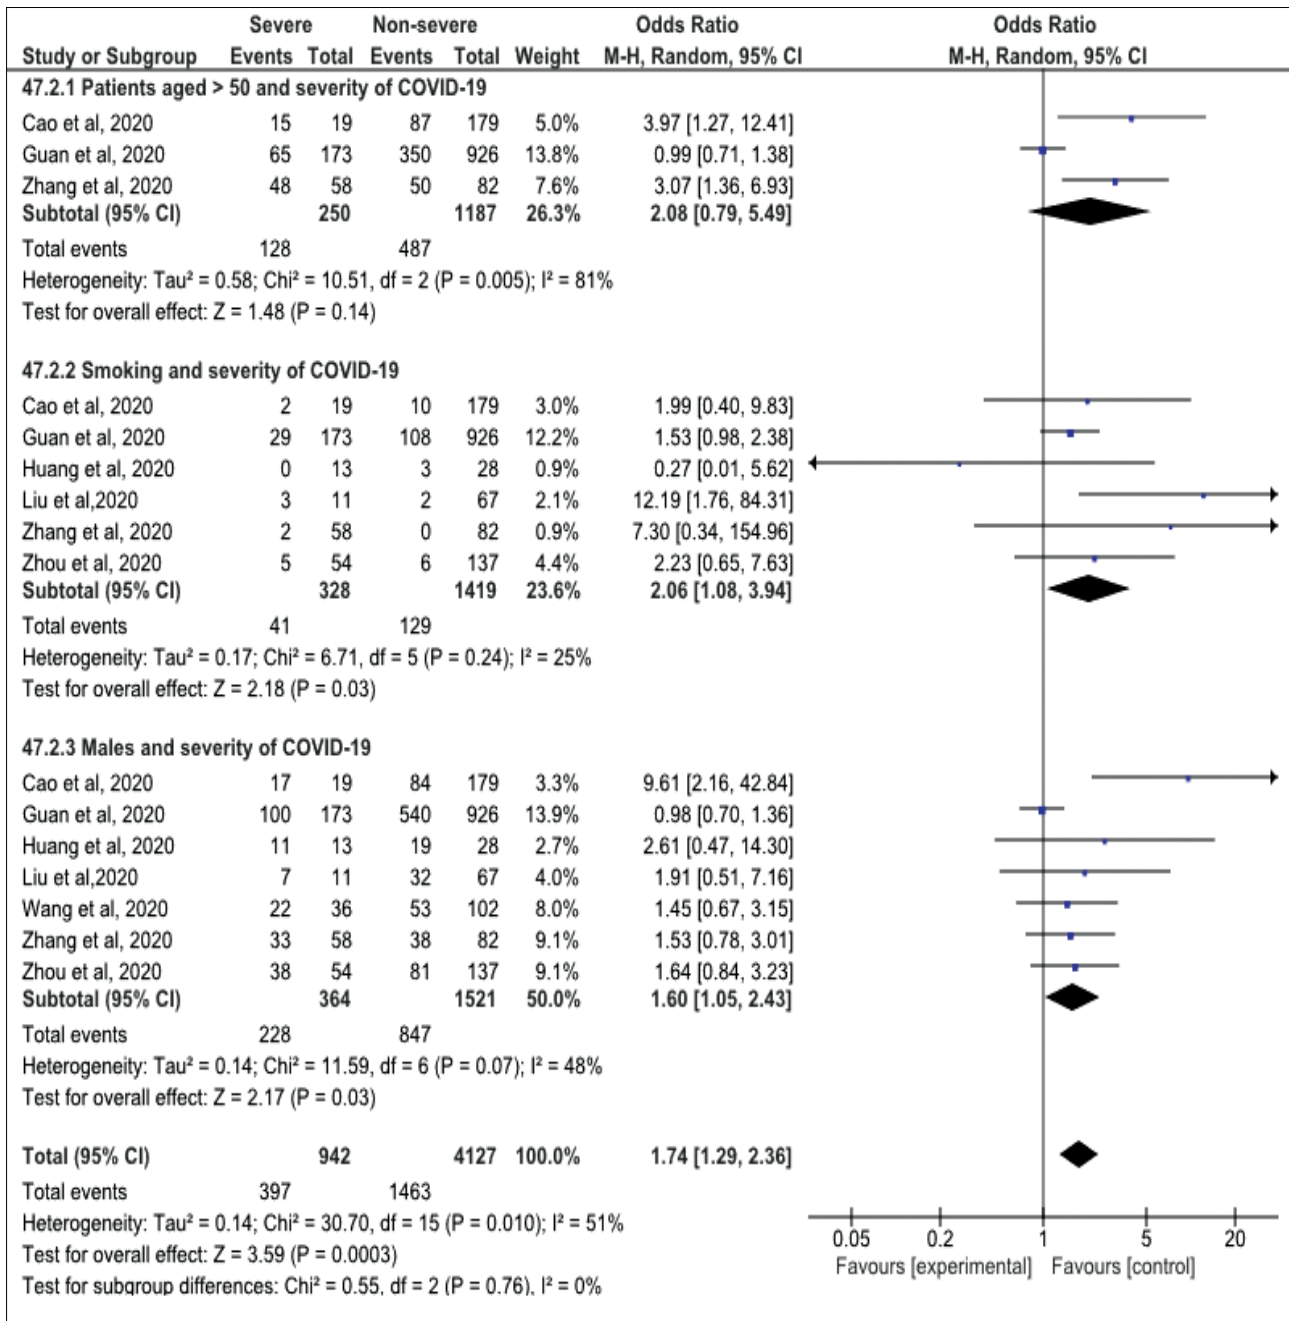 Severe Non-severe Odds Ratio Odds Ratio
Study or Subgroup Events Total Events Total Weight M-H, Random, 95% CI M-H, Random, 95% CI
47.2.1 Patients aged > 50 and severity of COVID-19
Cao et al, 2020 15 19 87 179 5.0% 3.97 [1.27, 12.41]
Guan et al, 2020 65 173 350 926 13.8% 0.99 [0.71, 1.38]
Zhang et al, 2020 48 58 50 82 7.6% 3.07 [1.36, 6.93]
Subtotal (95% CI) 250 1187 26.3% 2.08 [0.79, 5.49]
Total events 128 487
Heterogeneity: Tau² = 0.58; Chi² = 10.51, df = 2 (P = 0.005); I² = 81%
Test for overall effect: Z = 1.48 (P = 0.14)
47.2.2 Smoking and severity of COVID-19
Cao et al, 2020 2 19 10 179 3.0% 1.99 [0.40, 9.83]
Guan et al, 2020 29 173 108 926 12.2% 1.53 [0.98, 2.38]
Huang et al, 2020 0 13 3 28 0.9% 0.27 [0.01, 5.62]
Liu et al,2020 3 11 2 67 2.1% 12.19 [1.76, 84.31]
Zhang et al, 2020 2 58 0 82 0.9% 7.30 [0.34, 154.96]
Zhou et al, 2020 5 54 6 137 4.4% 2.23 [0.65, 7.63]
Subtotal (95% CI) 328 1419 23.6% 2.06 [1.08, 3.94]
Total events 41 129
Heterogeneity: Tau² = 0.17; Chi² = 6.71, df = 5 (P = 0.24); I² = 25%
Test for overall effect: Z = 2.18 (P = 0.03)
47.2.3 Males and severity of COVID-19
Cao et al, 2020 17 19 84 179 3.3% 9.61 [2.16, 42.84]
Guan et al, 2020 100 173 540 926 13.9% 0.98 [0.70, 1.36]
Huang et al, 2020 11 13 19 28 2.7% 2.61 [0.47, 14.30]
Liu et al,2020 7 11 32 67 4.0% 1.91 [0.51, 7.16]
Wang et al, 2020 22 36 53 102 8.0% 1.45 [0.67, 3.15]
Zhang et al, 2020 33 58 38 82 9.1% 1.53 [0.78, 3.01]
Zhou et al, 2020 38 54 81 137 9.1% 1.64 [0.84, 3.23]
Subtotal (95% CI) 364 1521 50.0% 1.60 [1.05, 2.43]
Total events 228 847
Heterogeneity: Tau² = 0.14; Chi² = 11.59, df = 6 (P = 0.07); I² = 48%
Test for overall effect: Z = 2.17 (P = 0.03)
Total (95% CI) 942 4127 100.0% 1.74 [1.29, 2.36]
Total events 397 1463
Heterogeneity: Tau² = 0.14; Chi² = 30.70, df = 15 (P = 0.010); I² = 51%
Test for overall effect: Z = 3.59 (P = 0.0003)
Test for subgroup differences: Chi² = 0.55, df = 2 (P = 0.76), I² = 0%
0.05 0.2 1 5 20
Favours [experimental] Favours [control]